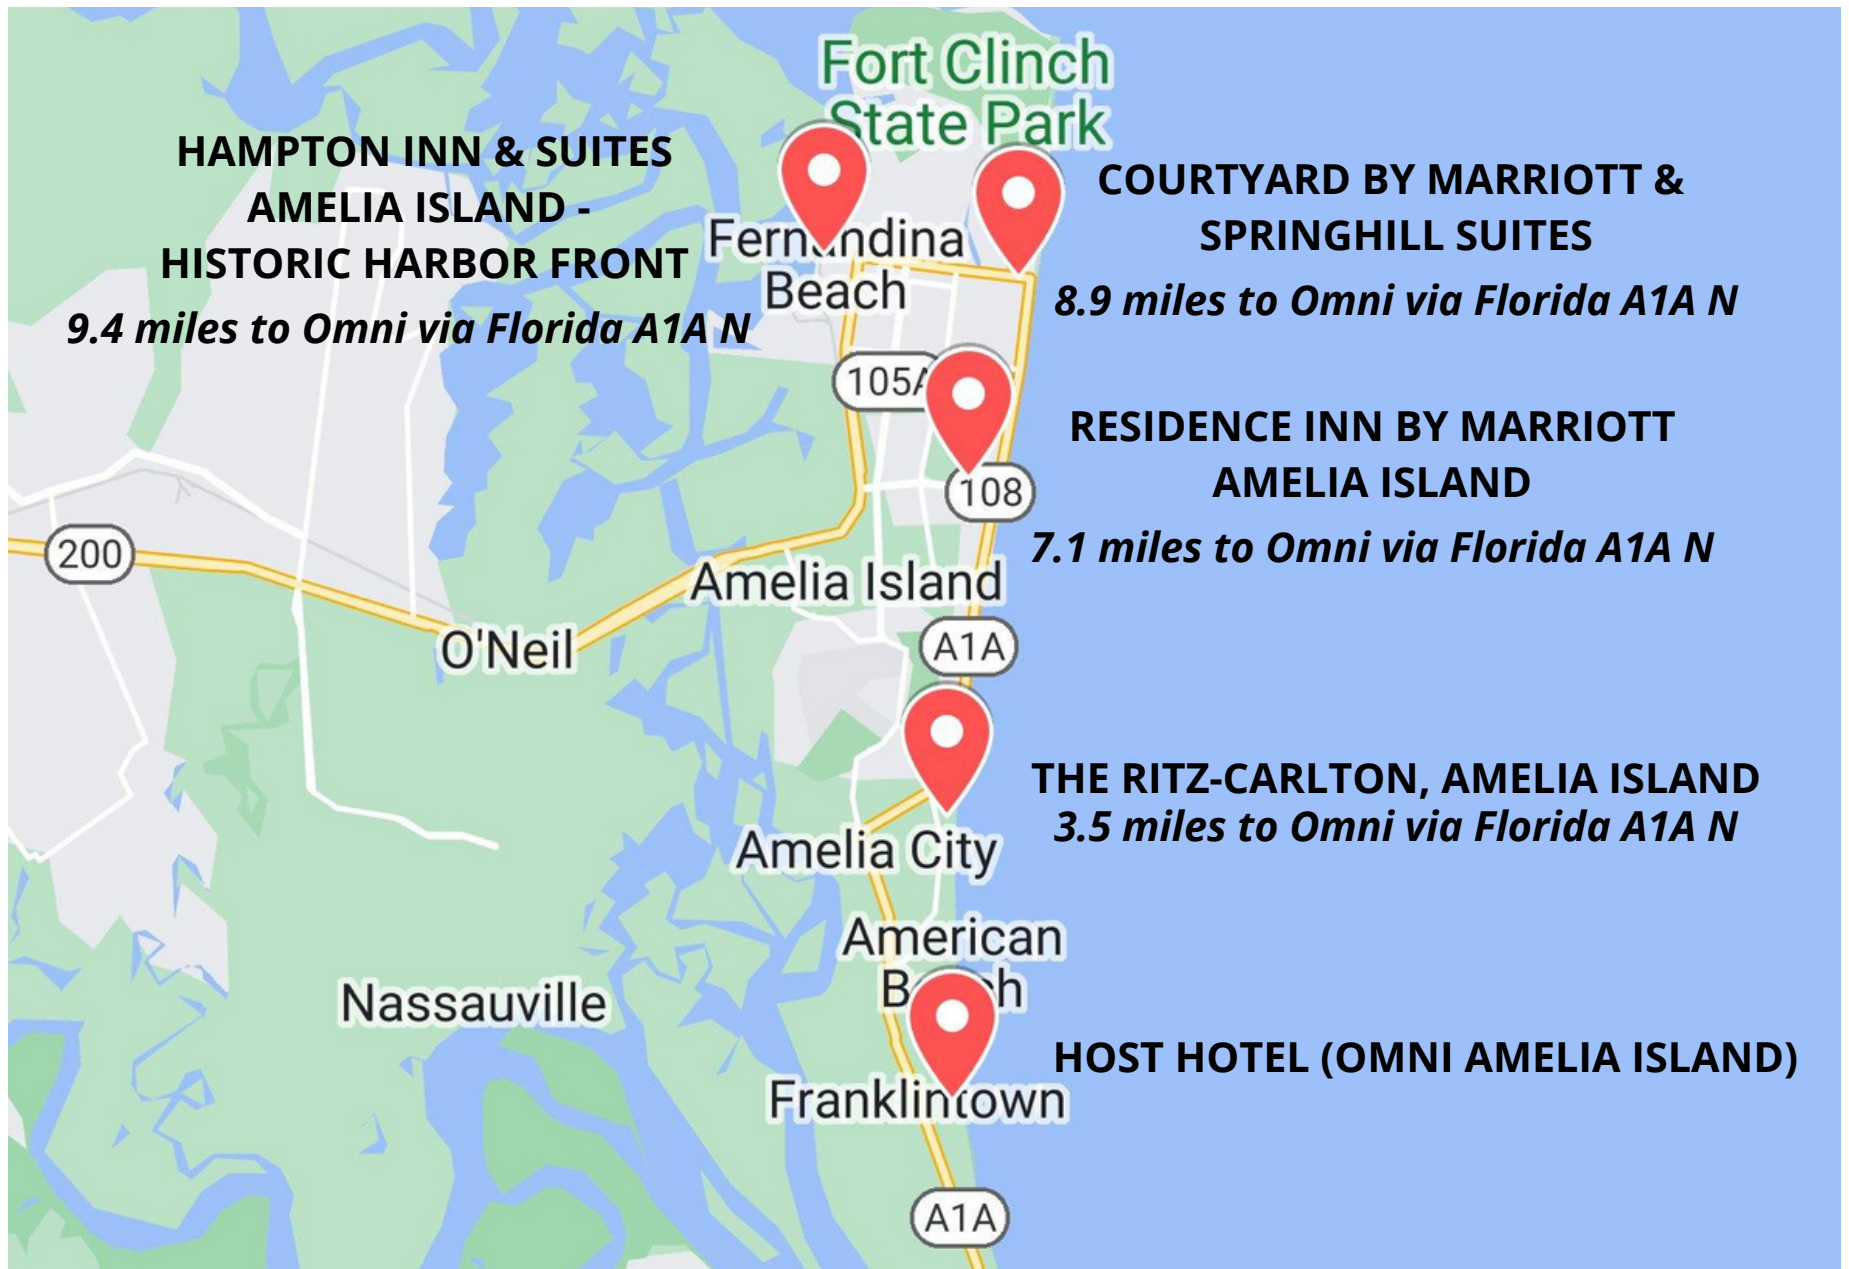 Fort Clinch
State Park
HAMPTON INN & SUITES
AMELIA ISLAND -
HISTORIC HARBOR FRONT
9.4 miles to Omni via Florida A1A N
COURTYARD BY MARRIOTT &
SPRINGHILL SUITES
8.9 miles to Omni via Florida A1A N
Fernandina
Beach
105A
RESIDENCE INN BY MARRIOTT
AMELIA ISLAND
7.1 miles to Omni via Florida A1A N
108
200
Amelia Island
O'Neil
A1A
THE RITZ-CARLTON, AMELIA ISLAND
3.5 miles to Omni via Florida A1A N
Amelia City
American
Beach
Nassauville
HOST HOTEL (OMNI AMELIA ISLAND)
Franklintown
A1A